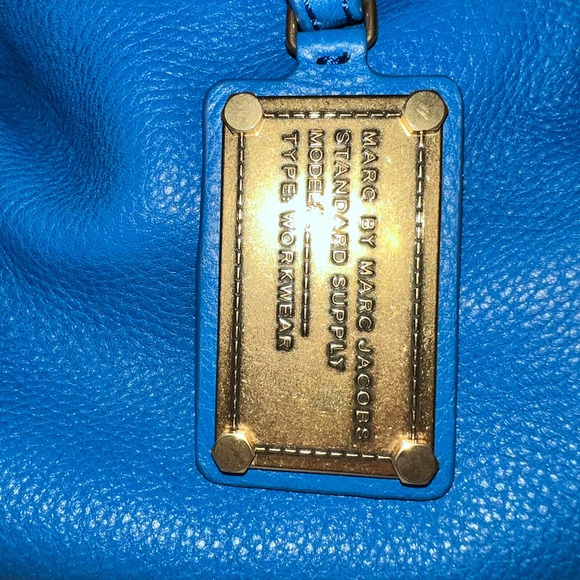 MARC BY MARC JACOBS
STANDARD SUPPLY
MODEL/
TYPE: WORKWEAR